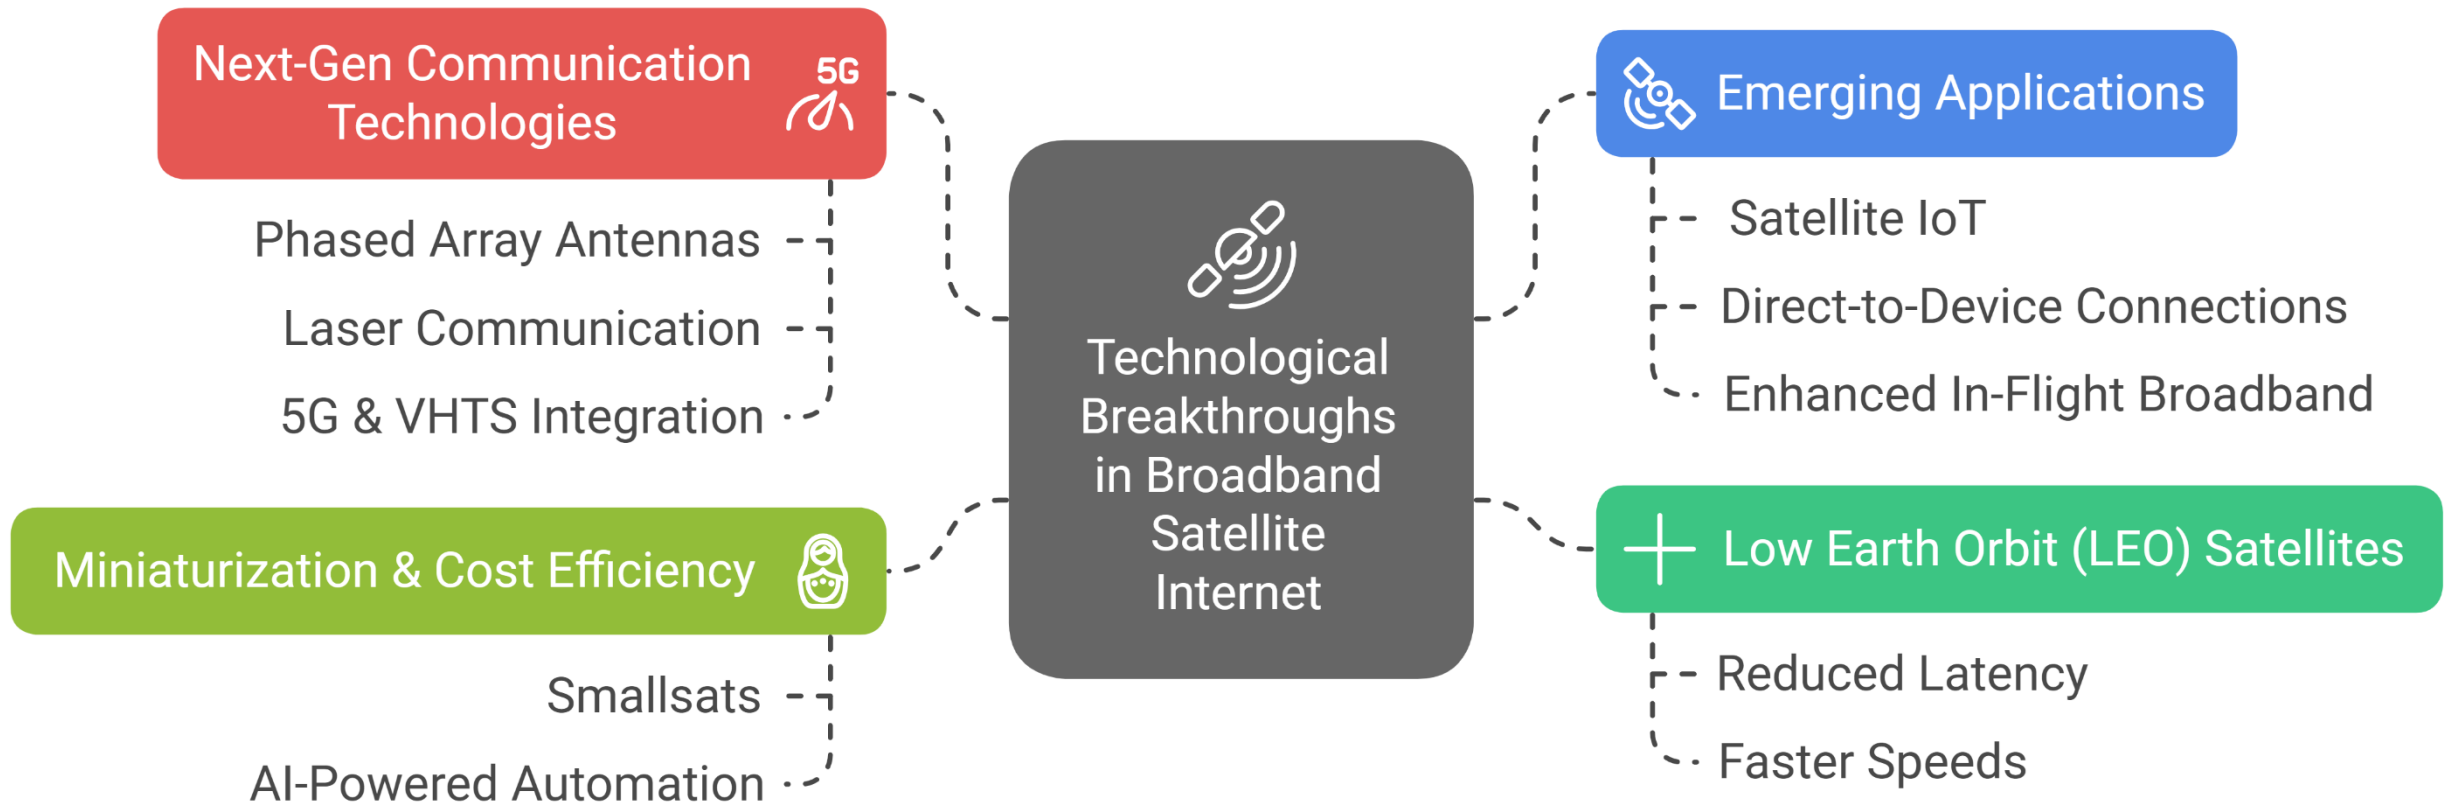 Next-Gen Communication
Technologies
5G
Phased Array Antennas
Laser Communication
5G & VHTS Integration
Miniaturization & Cost Efficiency
Smallsats
AI-Powered Automation
Technological
Breakthroughs
in Broadband
Satellite
Internet
Emerging Applications
Satellite IoT
Direct-to-Device Connections
Enhanced In-Flight Broadband
Low Earth Orbit (LEO) Satellites
Reduced Latency
Faster Speeds